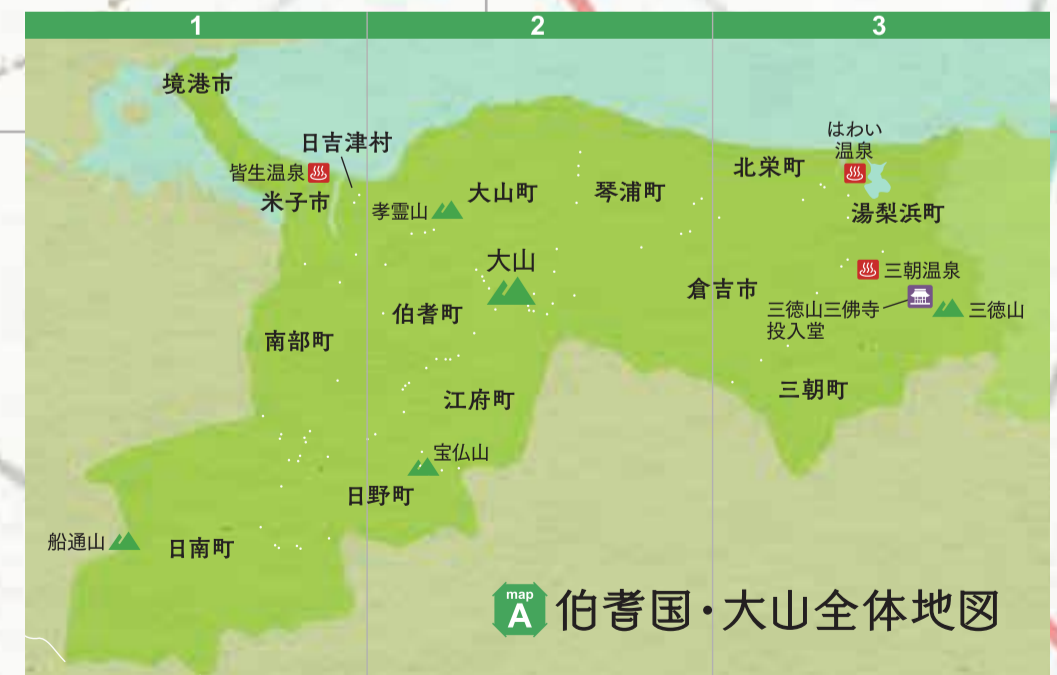 1
2
3
境港市
日吉津村
皆生温泉
米子市
孝霊山
大山町
琴浦町
北栄町
はわい
温泉
湯梨浜町
大山
倉吉市
三朝温泉
三徳山三佛寺
投入堂
三徳山
伯耆町
南部町
江府町
三朝町
宝仏山
日野町
船通山
日南町
map
A
伯耆国・大山全体地図